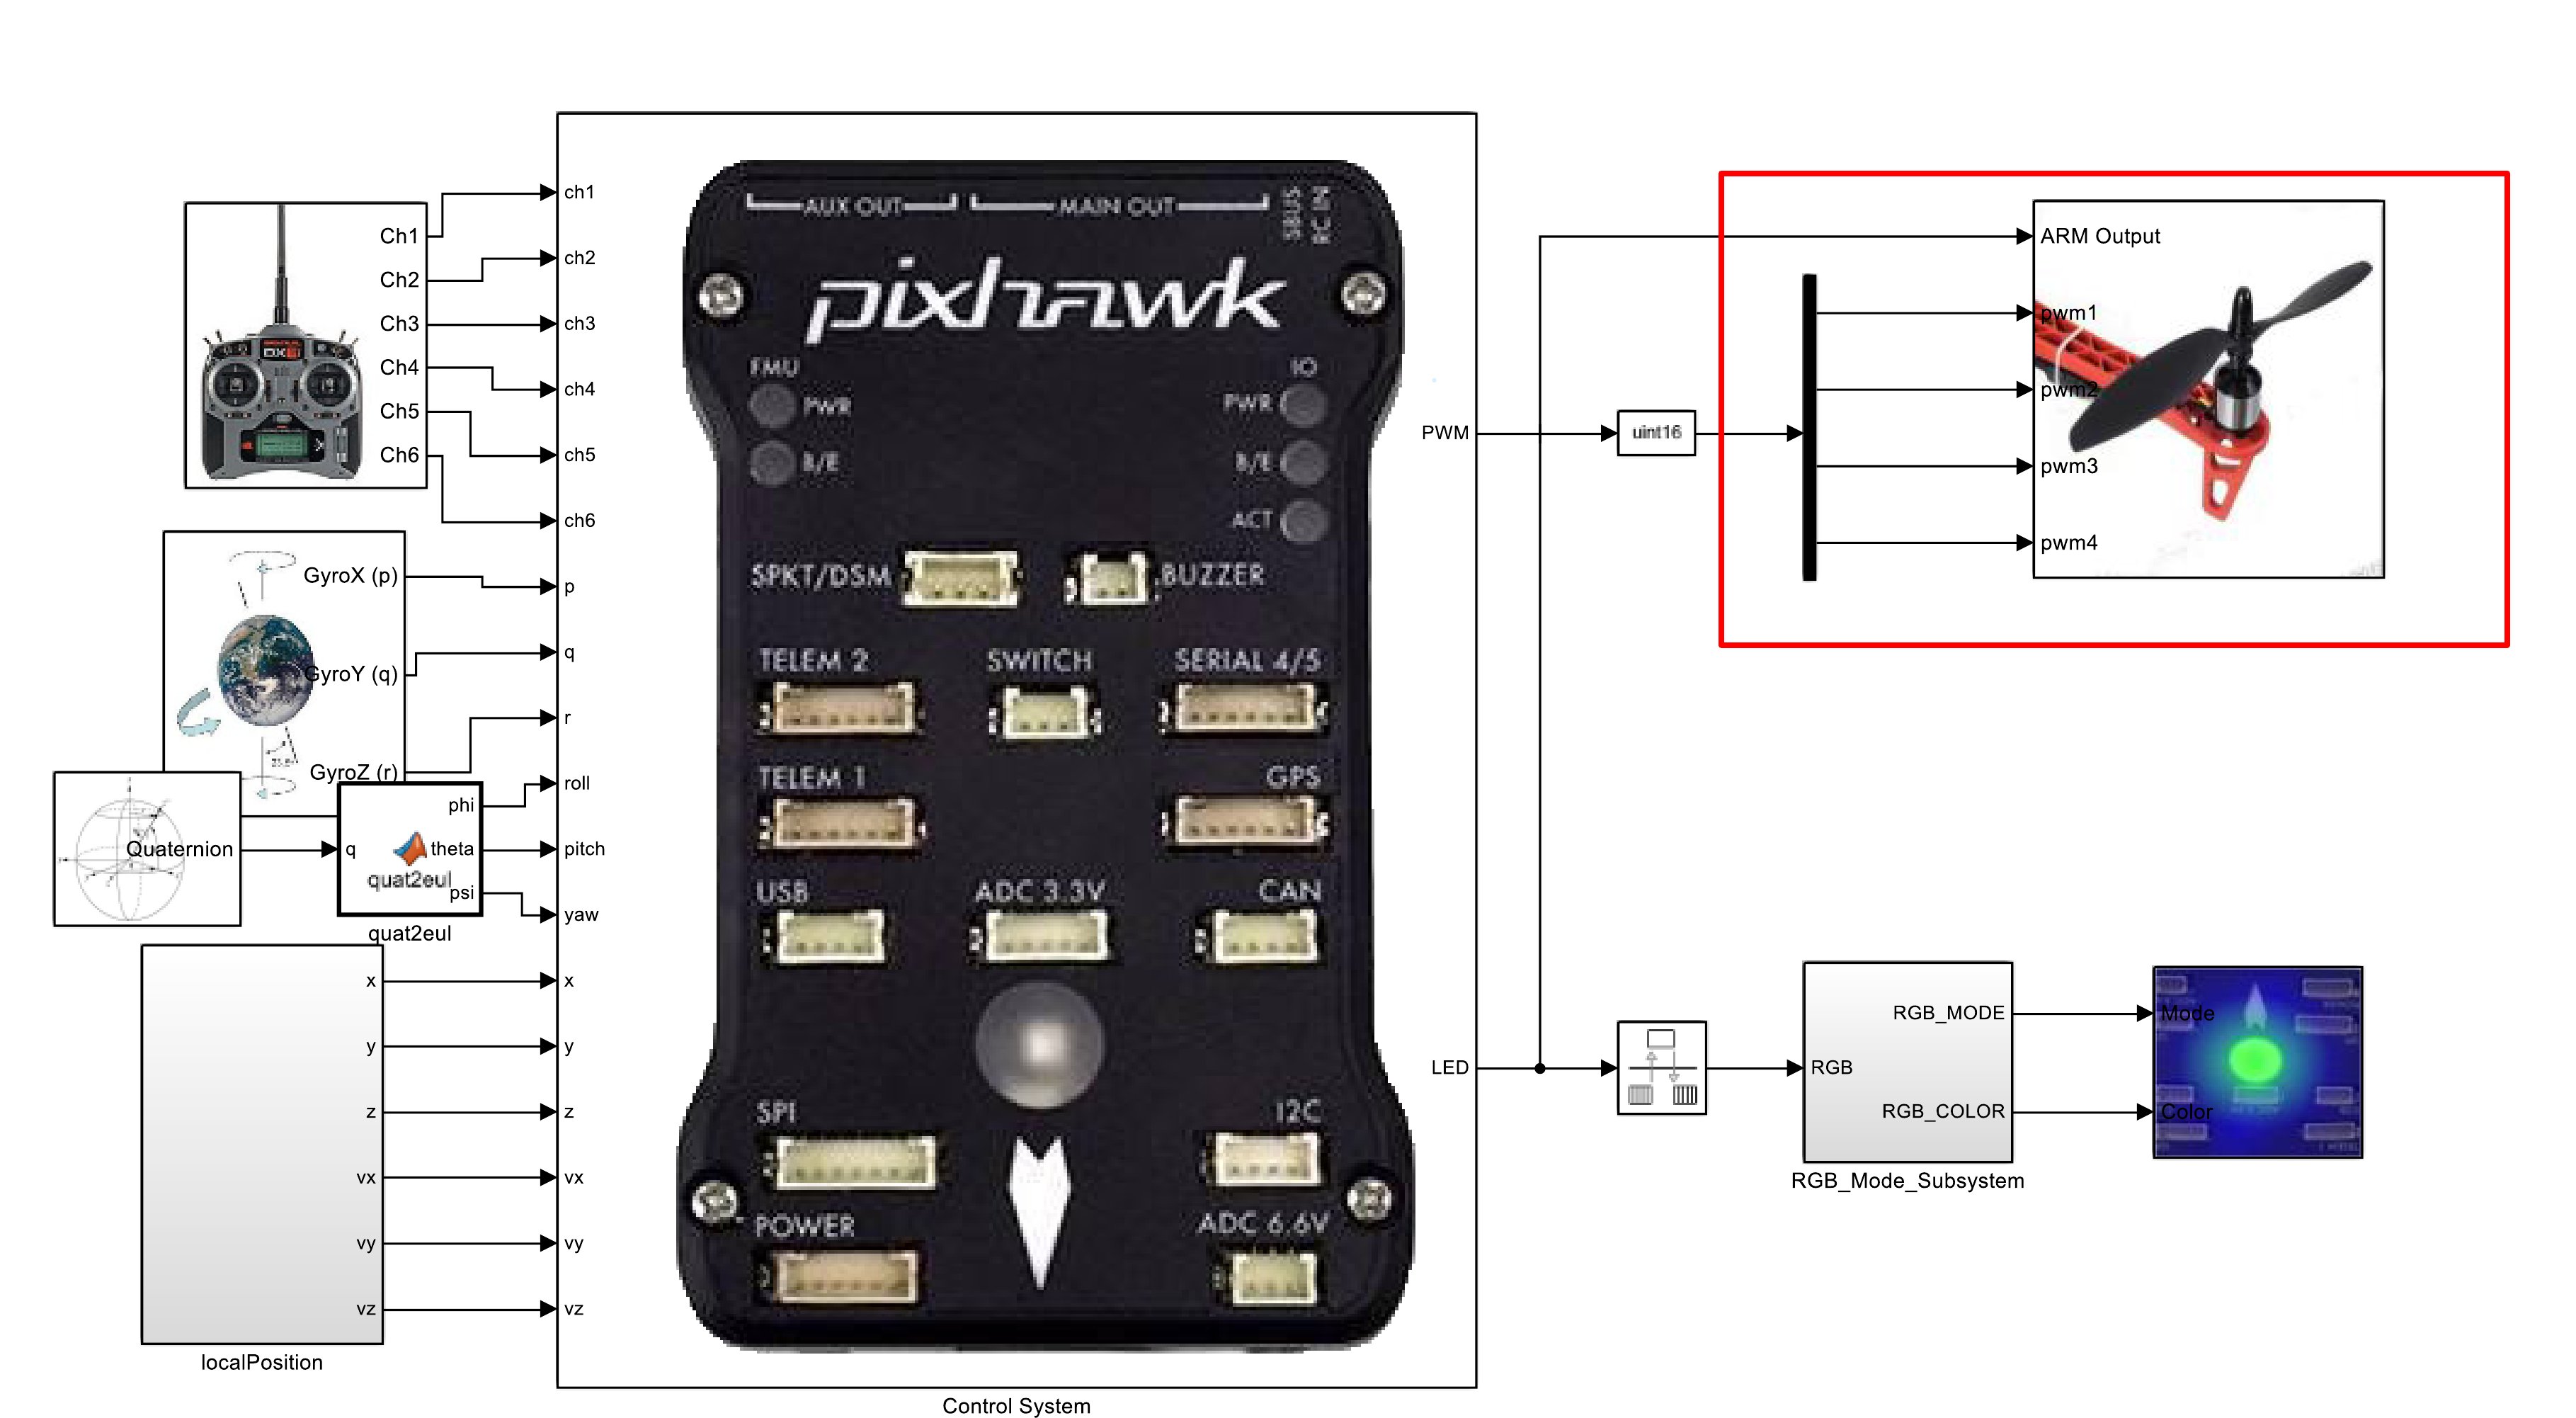 Ch1
Ch2
Ch3
Ch4
Ch5
Ch6
GyroX (p)
GyroY (q)
GyroZ (r)
Quaternion
q
phi
theta
psi
quat2eul
quat2eul
x
y
z
vx
vy
vz
localPosition
ch1
ch2
ch3
ch4
ch5
ch6
p
q
r
roll
pitch
yaw
x
y
z
vx
vy
vz
AUX OUT
MAIN OUT
SBUS
RC IN
pixhawk
FMU
PWR
B/E
IO
PWR
B/E
ACT
SPKT/DSM
BUZZER
TELEM 2
SWITCH
SERIAL 4/5
TELEM 1
GPS
USB
ADC 3.3V
CAN
SPI
I2C
POWER
ADC 6.6V
PWM
LED
Control System
uint16
ARM Output
pwm1
pwm2
pwm3
pwm4
RGB
RGB_MODE
RGB_COLOR
RGB_Mode_Subsystem
Mode
Color